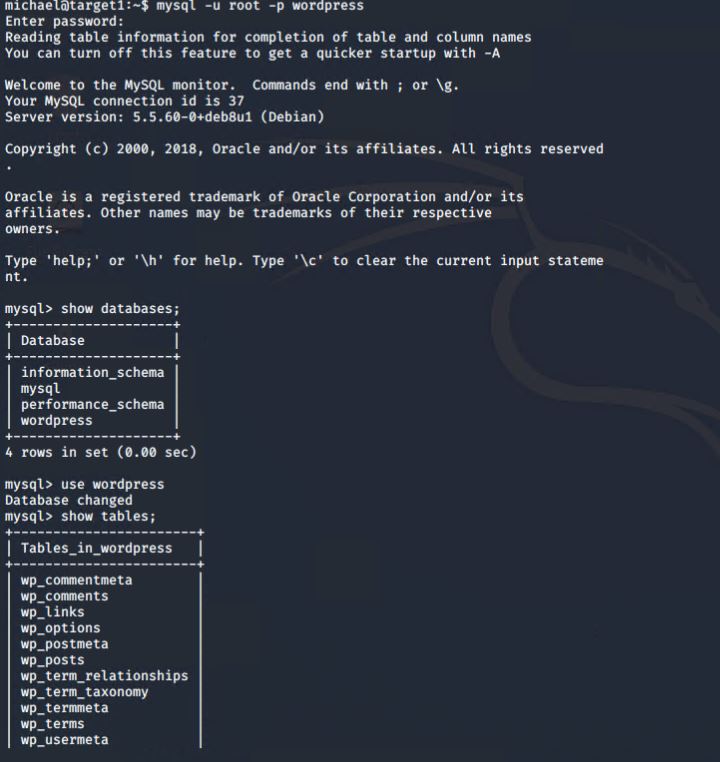 michael@target1:~$ mysql -u root -p wordpress
Enter password:
Reading table information for completion of table and column names
You can turn off this feature to get a quicker startup with -A

Welcome to the MySQL monitor.  Commands end with ; or \g.
Your MySQL connection id is 37
Server version: 5.5.60-0+deb8u1 (Debian)

Copyright (c) 2000, 2018, Oracle and/or its affiliates. All rights reserved
.

Oracle is a registered trademark of Oracle Corporation and/or its
affiliates. Other names may be trademarks of their respective
owners.

Type 'help;' or '\h' for help. Type '\c' to clear the current input stateme
nt.

mysql> show databases;
+--------------------+
| Database           |
+--------------------+
| information_schema |
| mysql              |
| performance_schema |
| wordpress          |
+--------------------+
4 rows in set (0.00 sec)

mysql> use wordpress
Database changed
mysql> show tables;
+-----------------------+
| Tables_in_wordpress   |
+-----------------------+
| wp_commentmeta        |
| wp_comments           |
| wp_links              |
| wp_options            |
| wp_postmeta           |
| wp_posts              |
| wp_term_relationships |
| wp_term_taxonomy      |
| wp_termmeta           |
| wp_terms              |
| wp_usermeta           |